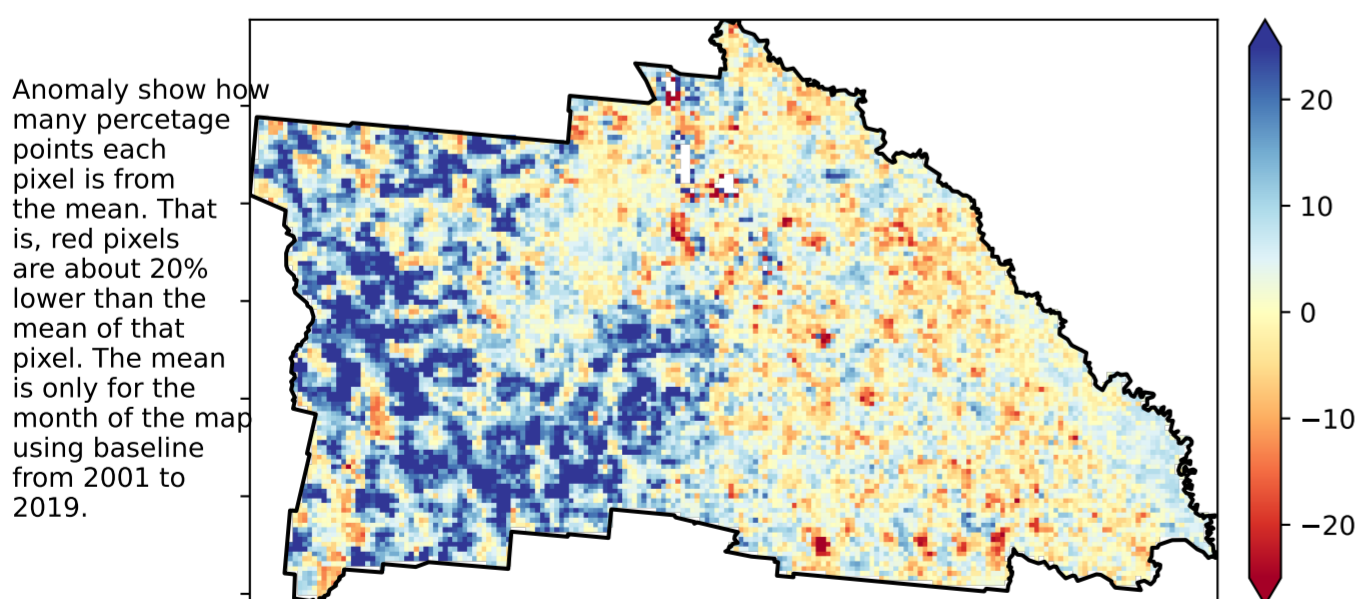 Anomaly show how
many percetage
points each
pixel is from
the mean. That
is, red pixels
are about 20%
lower than the
mean of that
pixel. The mean
is only for the
month of the map
using baseline
from 2001 to
2019.
20
10
0
−10
−20